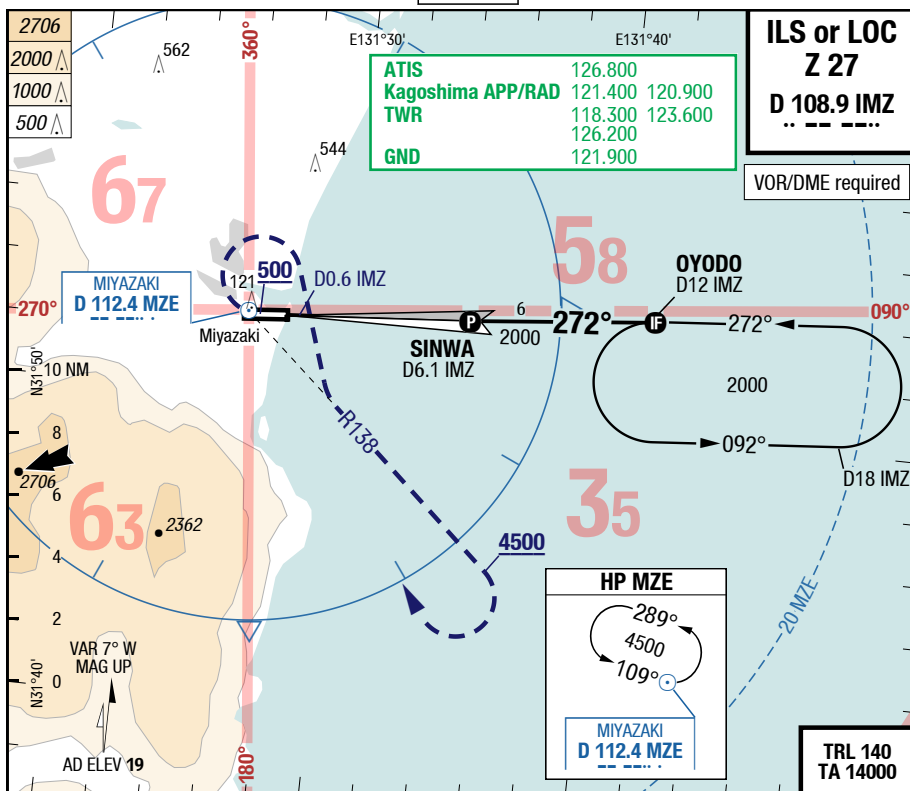 2706
2000
1000
500
562
360°
E131°30'
E131°40'
ILS or LOC
Z 27
D 108.9 IMZ
ATIS 126.800
Kagoshima APP/RAD 121.400 120.900
TWR 118.300 123.600
126.200
GND 121.900
544
VOR/DME required
67
58
OYODO
D12 IMZ
MIYAZAKI
D 112.4 MZE
121
500
D0.6 IMZ
270°
090°
Miyazaki
6
2000
272°
P
IF
272°
SINWA
D6.1 IMZ
2000
N31°50'
10 NM
8
6
4
2
0
R138
092°
D18 IMZ
2706
63
2362
35
4500
HP MZE
289°
4500
109°
MIYAZAKI
D 112.4 MZE
20 MZE
VAR 7° W
MAG UP
N31°40'
AD ELEV 19
180°
TRL 140
TA 14000